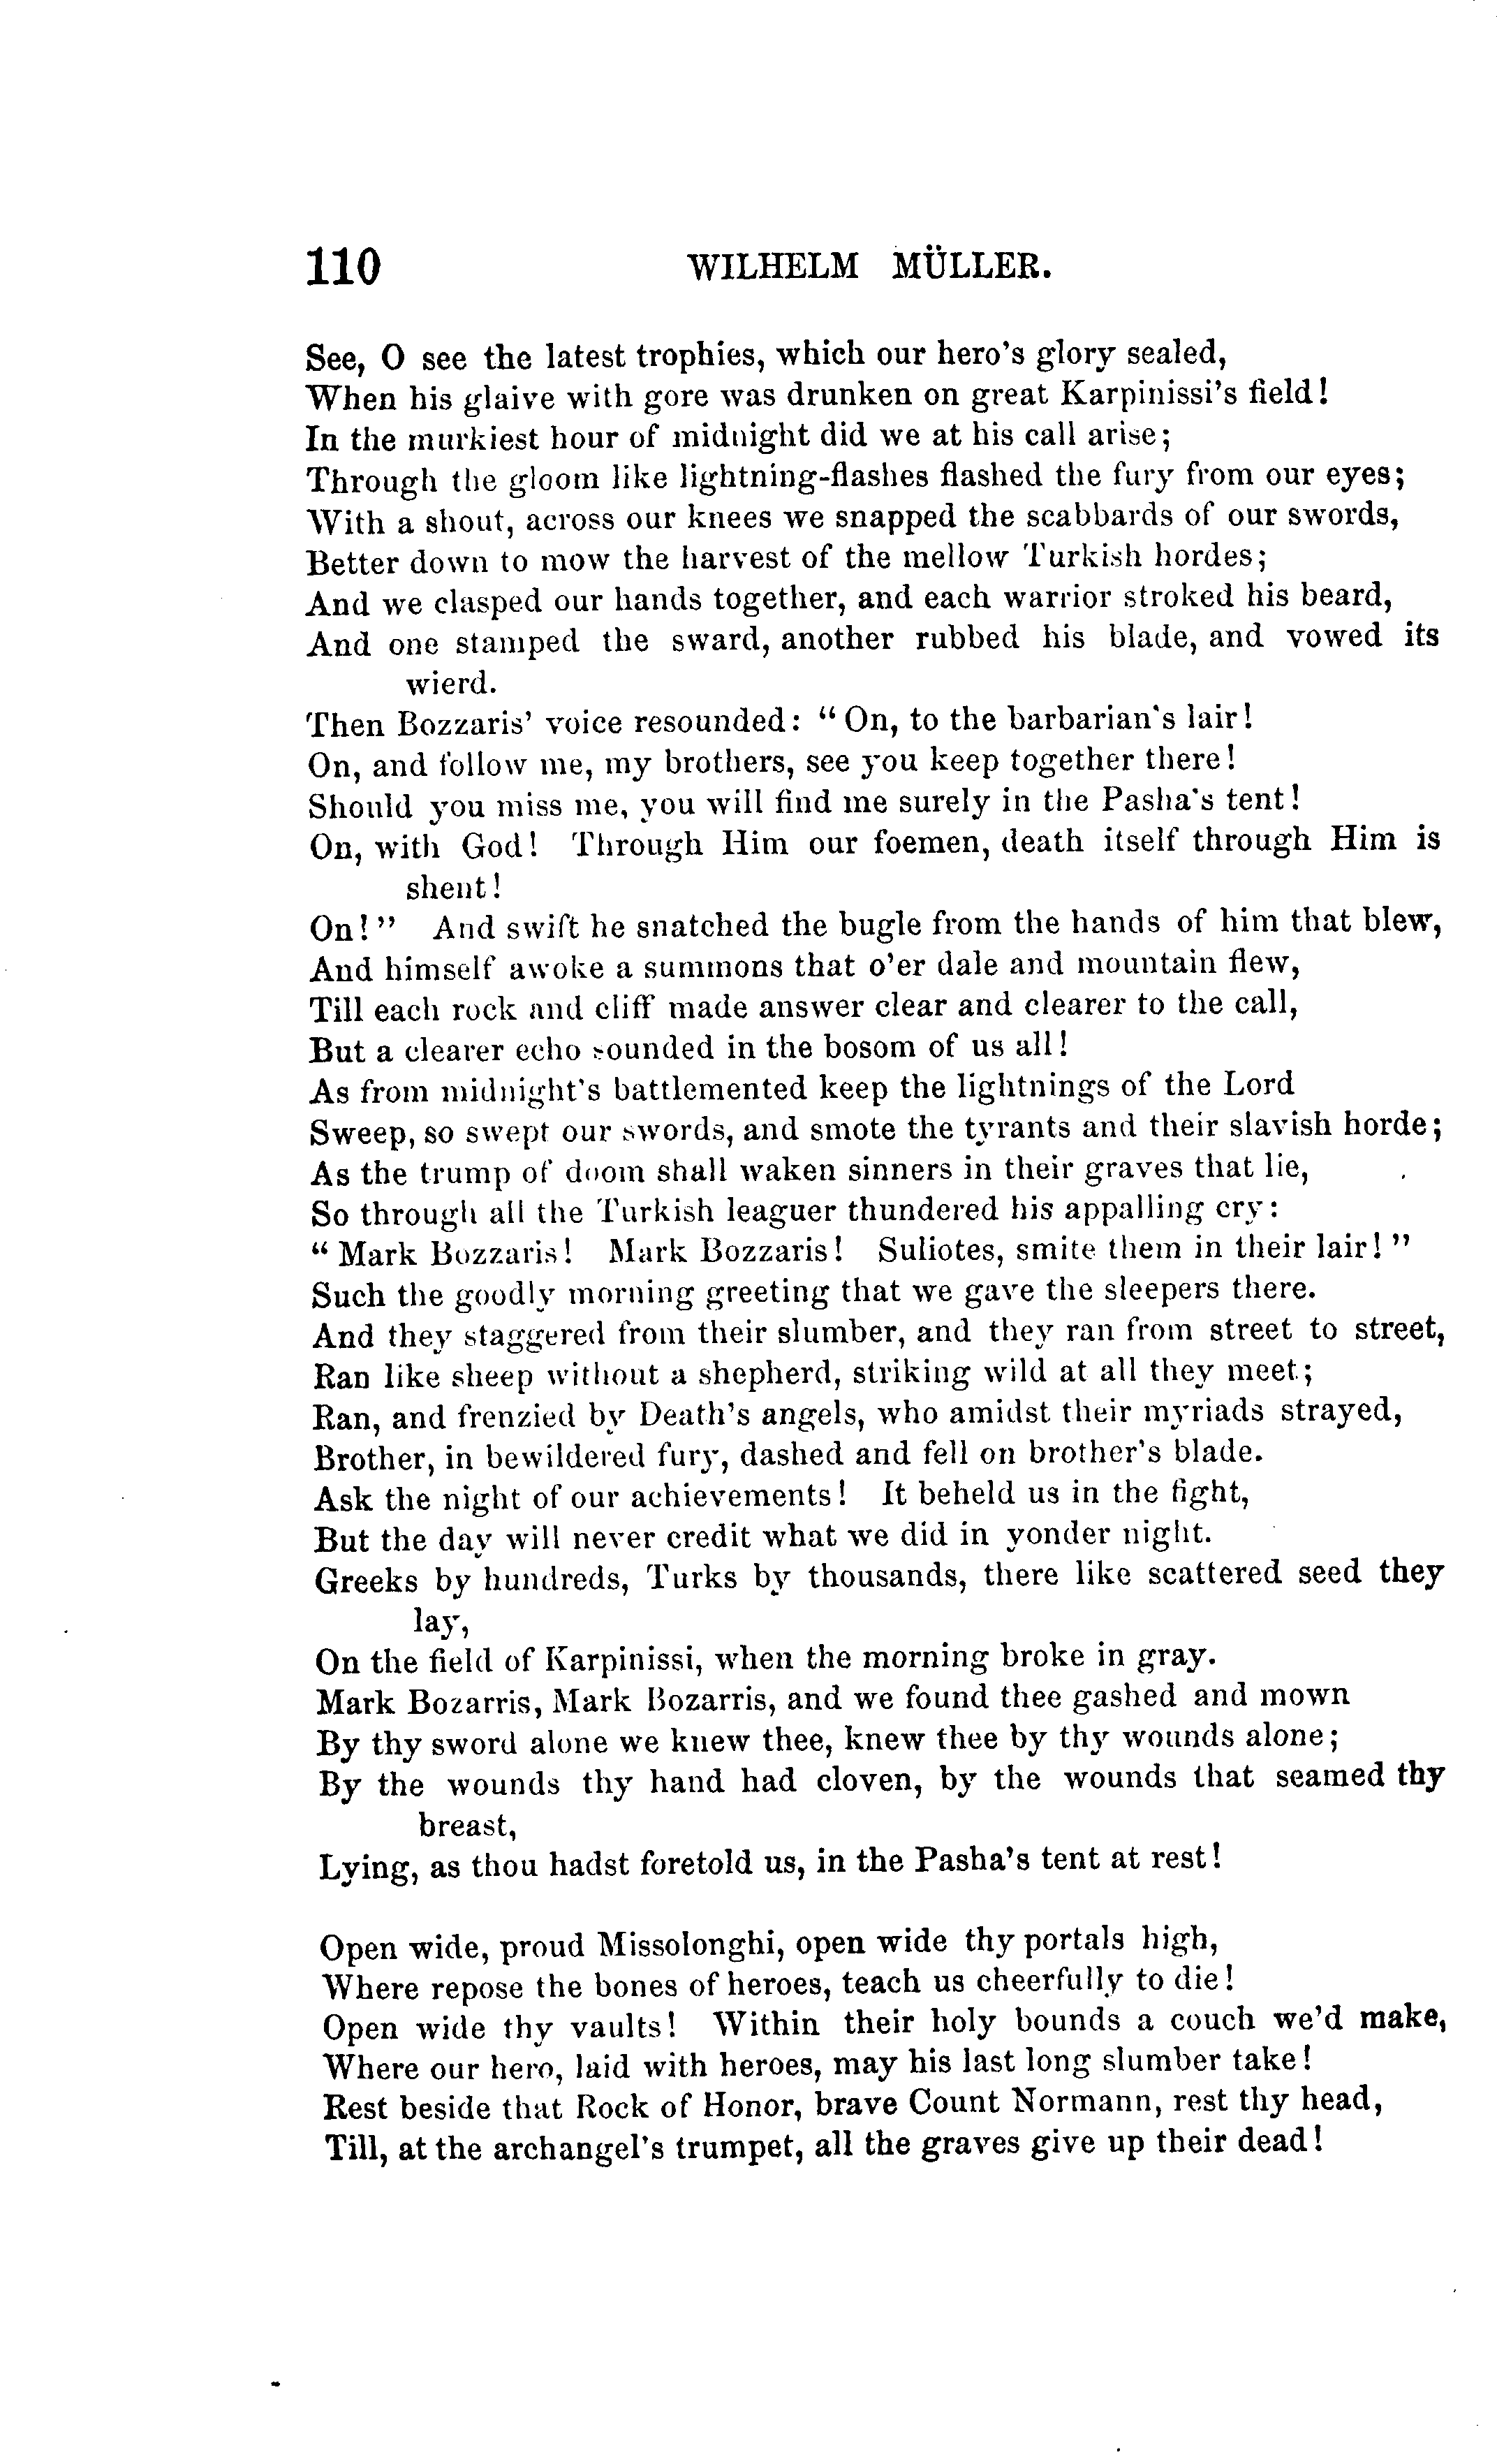 110 WILHELM MÜLLER.
See, O see the latest trophies, which our hero's glory sealed,
When his glaive with gore was drunken on great Karpinissi's field!
In the murkiest hour of midnight did we at his call arise;
Through the gloom like lightning-flashes flashed the fury from our eyes;
With a shout, across our knees we snapped the scabbards of our swords,
Better down to mow the harvest of the mellow Turkish hordes;
And we clasped our hands together, and each warrior stroked his beard,
And one stamped the sward, another rubbed his blade, and vowed its
wierd.
Then Bozzaris' voice resounded: "On, to the barbarian's lair!
On, and follow me, my brothers, see you keep together there!
Should you miss me, you will find me surely in the Pasha's tent!
On, with God! Through Him our foemen, death itself through Him is
shent!
On!" And swift he snatched the bugle from the hands of him that blew,
And himself awoke a summons that o'er dale and mountain flew,
Till each rock and cliff made answer clear and clearer to the call,
But a clearer echo sounded in the bosom of us all!
As from midnight's battlemented keep the lightnings of the Lord
Sweep, so swept our swords, and smote the tyrants and their slavish horde;
As the trump of doom shall waken sinners in their graves that lie,
So through all the Turkish leaguer thundered his appalling cry:
"Mark Bozzaris! Mark Bozzaris! Suliotes, smite them in their lair!"
Such the goodly morning greeting that we gave the sleepers there.
And they staggered from their slumber, and they ran from street to street,
Ran like sheep without a shepherd, striking wild at all they meet;
Ran, and frenzied by Death's angels, who amidst their myriads strayed,
Brother, in bewildered fury, dashed and fell on brother's blade.
Ask the night of our achievements! It beheld us in the fight,
But the day will never credit what we did in yonder night.
Greeks by hundreds, Turks by thousands, there like scattered seed they
lay,
On the field of Karpinissi, when the morning broke in gray.
Mark Bozarris, Mark Bozarris, and we found thee gashed and mown
By thy sword alone we knew thee, knew thee by thy wounds alone;
By the wounds thy hand had cloven, by the wounds that seamed thy
breast,
Lying, as thou hadst foretold us, in the Pasha's tent at rest!
Open wide, proud Missolonghi, open wide thy portals high,
Where repose the bones of heroes, teach us cheerfully to die!
Open wide thy vaults! Within their holy bounds a couch we'd make,
Where our hero, laid with heroes, may his last long slumber take!
Rest beside that Rock of Honor, brave Count Normann, rest thy head,
Till, at the archangel's trumpet, all the graves give up their dead!